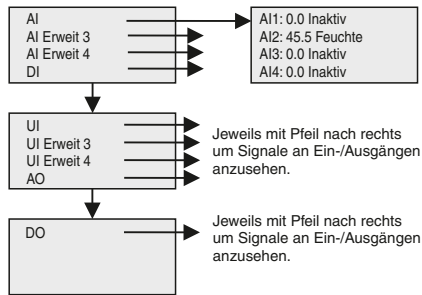 AI
AI Erweit 3
AI Erweit 4
DI
AI1: 0.0 Inaktiv
AI2: 45.5 Feuchte
AI3: 0.0 Inaktiv
AI4: 0.0 Inaktiv
UI
UI Erweit 3
UI Erweit 4
AO
Jeweils mit Pfeil nach rechts
um Signale an Ein-/Ausgängen
anzusehen.
DO
Jeweils mit Pfeil nach rechts
um Signale an Ein-/Ausgängen
anzusehen.